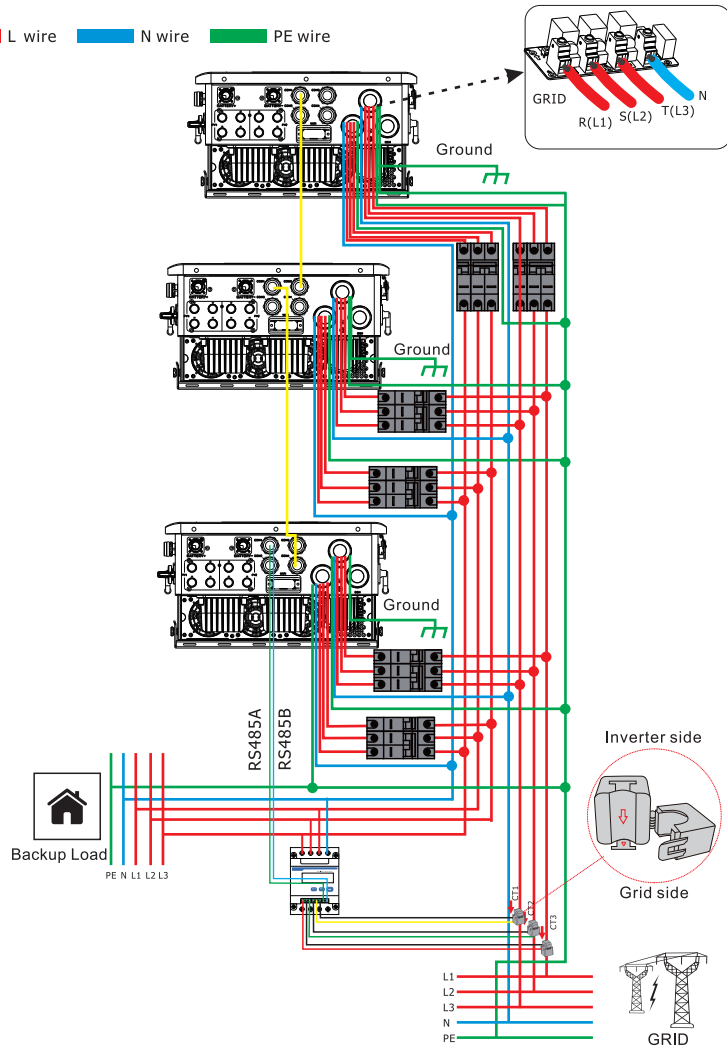 L wire N wire PE wire
GRID
R(L1) S(L2) T(L3) N
Ground
Ground
Ground
RS485A
RS485B
Inverter side
Grid side
Backup Load
PE N L1 L2 L3
CT1
CT2
CT3
L1
L2
L3
N
PE
GRID